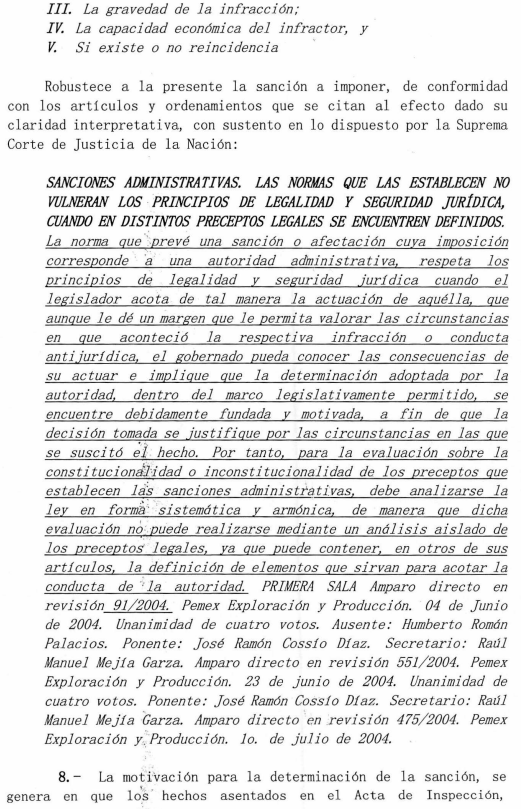 III. La gravedad de la infracción;
IV. La capacidad económica del infractor, y
V. Si existe o no reincidencia
Robustece a la presente la sanción a imponer, de conformidad
con los artículos y ordenamientos que se citan al efecto dado su
claridad interpretativa, con sustento en lo dispuesto por la Suprema
Corte de Justicia de la Nación:
SANCIONES ADMINISTRATIVAS. LAS NORMAS QUE LAS ESTABLECEN NO
VULNERAN LOS PRINCIPIOS DE LEGALIDAD Y SEGURIDAD JURÍDICA,
CUANDO EN DISTINTOS PRECEPTOS LEGALES SE ENCUENTREN DEFINIDOS.
La norma que prevé una sanción o afectación cuya imposición
corresponde a una autoridad administrativa, respeta los
principios de legalidad y seguridad jurídica cuando el
legislador acota de tal manera la actuación de aquélla, que
aunque le dé un margen que le permita valorar las circunstancias
en que aconteció la respectiva infracción o conducta
antijurídica, el gobernado pueda conocer las consecuencias de
su actuar e implique que la determinación adoptada por la
autoridad, dentro del marco legislativamente permitido, se
encuentre debidamente fundada y motivada, a fin de que la
decisión tomada se justifique por las circunstancias en las que
se suscitó el hecho. Por tanto, para la evaluación sobre la
constitucionalidad o inconstitucionalidad de los preceptos que
establecen las sanciones administrativas, debe analizarse la
ley en forma sistemática y armónica, de manera que dicha
evaluación no puede realizarse mediante un análisis aislado de
los preceptos legales, ya que puede contener, en otros de sus
artículos, la definición de elementos que sirvan para acotar la
conducta de la autoridad. PRIMERA SALA Amparo directo en
revisión 91/2004. Pemex Exploración y Producción. 04 de Junio
de 2004. Unanimidad de cuatro votos. Ausente: Humberto Román
Palacios. Ponente: José Ramón Cossío Díaz. Secretario: Raúl
Manuel Mejía Garza. Amparo directo en revisión 551/2004. Pemex
Exploración y Producción. 23 de junio de 2004. Unanimidad de
cuatro votos. Ponente: José Ramón Cossío Díaz. Secretario: Raúl
Manuel Mejía Garza. Amparo directo en revisión 475/2004. Pemex
Exploración y Producción. 1o. de julio de 2004.
8.- La motivación para la determinación de la sanción, se
genera en que los hechos asentados en el Acta de Inspección,